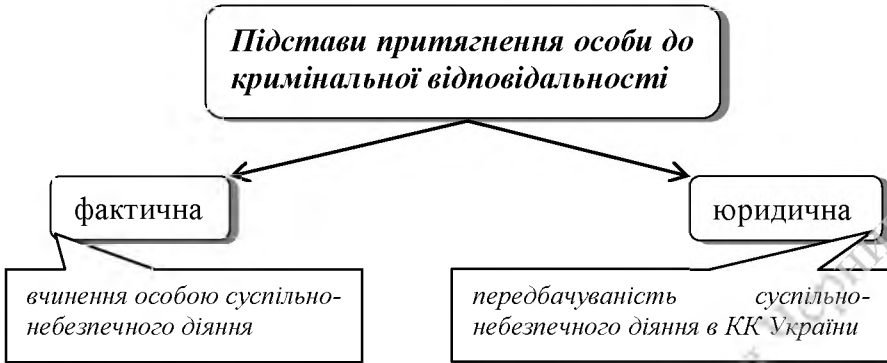 Підстави притягнення особи до
кримінальної відповідальності
фактична
юридична
вчинення особою суспільно-
небезпечного діяння
передбачуваність суспільно-
небезпечного діяння в КК України